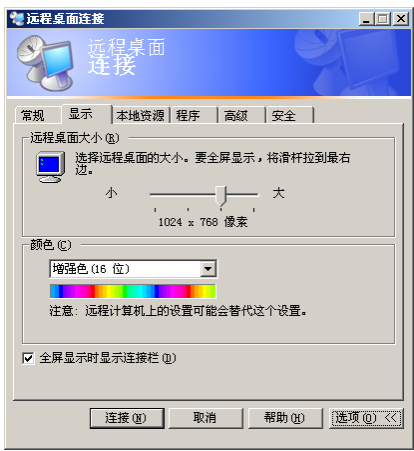 远程桌面连接
远程桌面
连接
常规 显示 本地资源 程序 高级 安全
远程桌面大小(R)
选择远程桌面的大小。要全屏显示，将滑杆拉到最右
边。
小 大
1024 x 768 像素
颜色(C)
增强色(16 位)
注意: 远程计算机上的设置可能会替代这个设置。
全屏显示时显示连接栏(D)
连接(N) 取消 帮助(H) 选项(O) <<